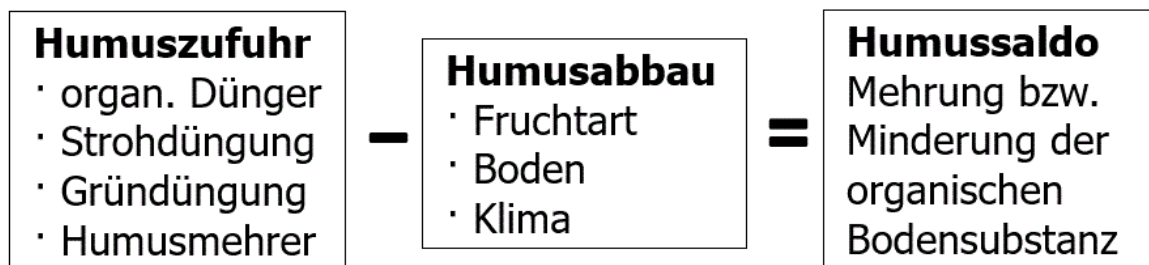 Humuszufuhr
· organ. Dünger
· Strohdüngung
· Gründüngung
· Humusmehrer
–
Humusabbau
· Fruchtart
· Boden
· Klima
=
Humussaldo
Mehrung bzw.
Minderung der
organischen
Bodensubstanz